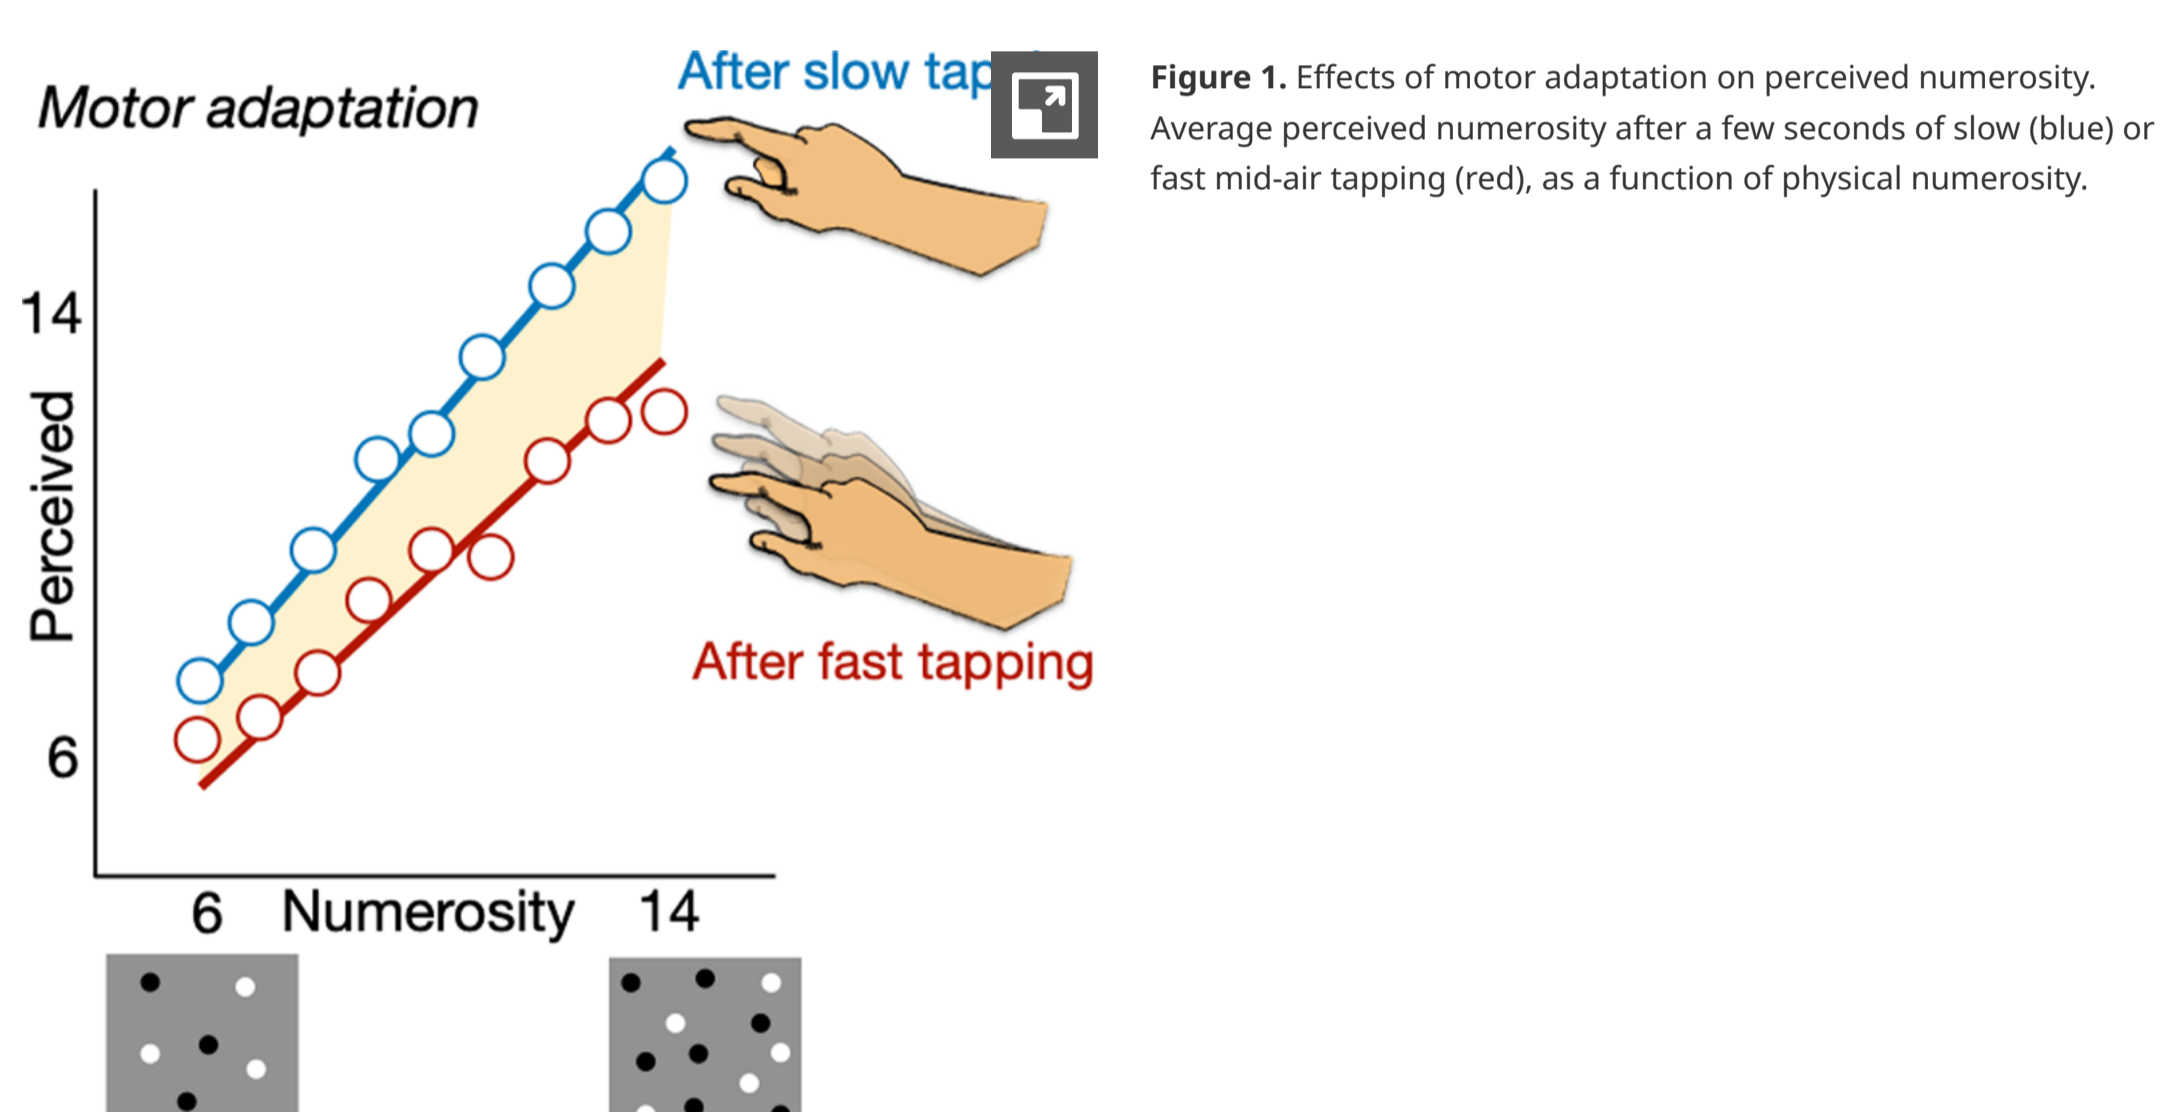 After slow
Motor adaptation
14
Perceived
6
After fast tapping
6 Numerosity 14
Figure 1. Effects of motor adaptation on perceived numerosity.
Average perceived numerosity after a few seconds of slow (blue) or
fast mid-air tapping (red), as a function of physical numerosity.